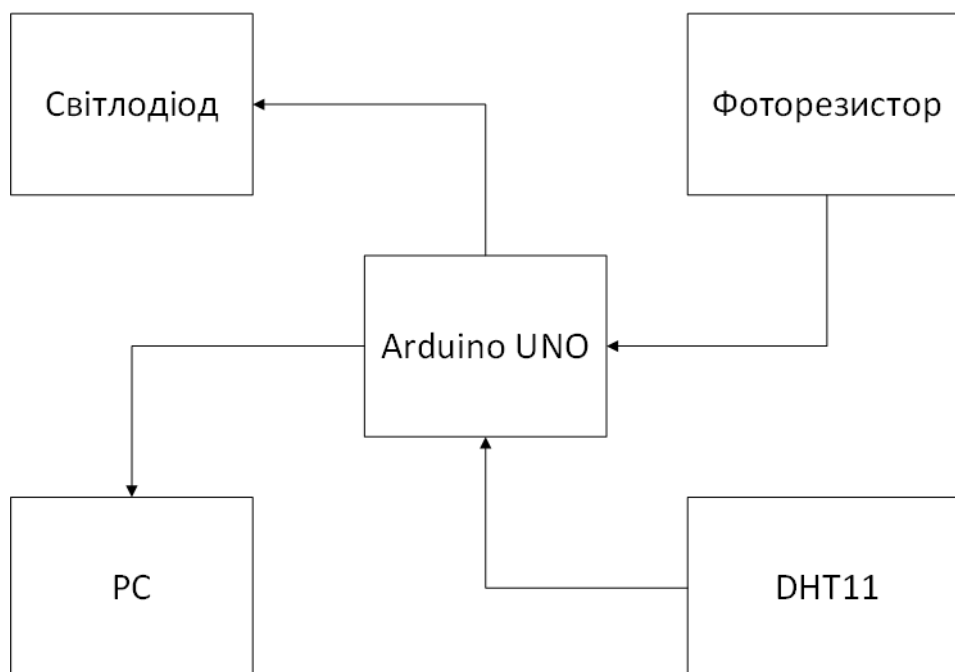 Світлодіод
Фоторезистор
Arduino UNO
PC
DHT11